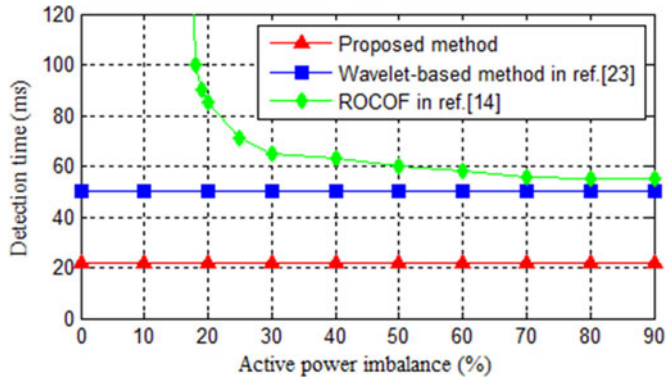 120
100
80
60
40
20
0
Detection time (ms)
Proposed method
Wavelet-based method in ref.[23]
ROCOF in ref.[14]
0 10 20 30 40 50 60 70 80 90
Active power imbalance (%)